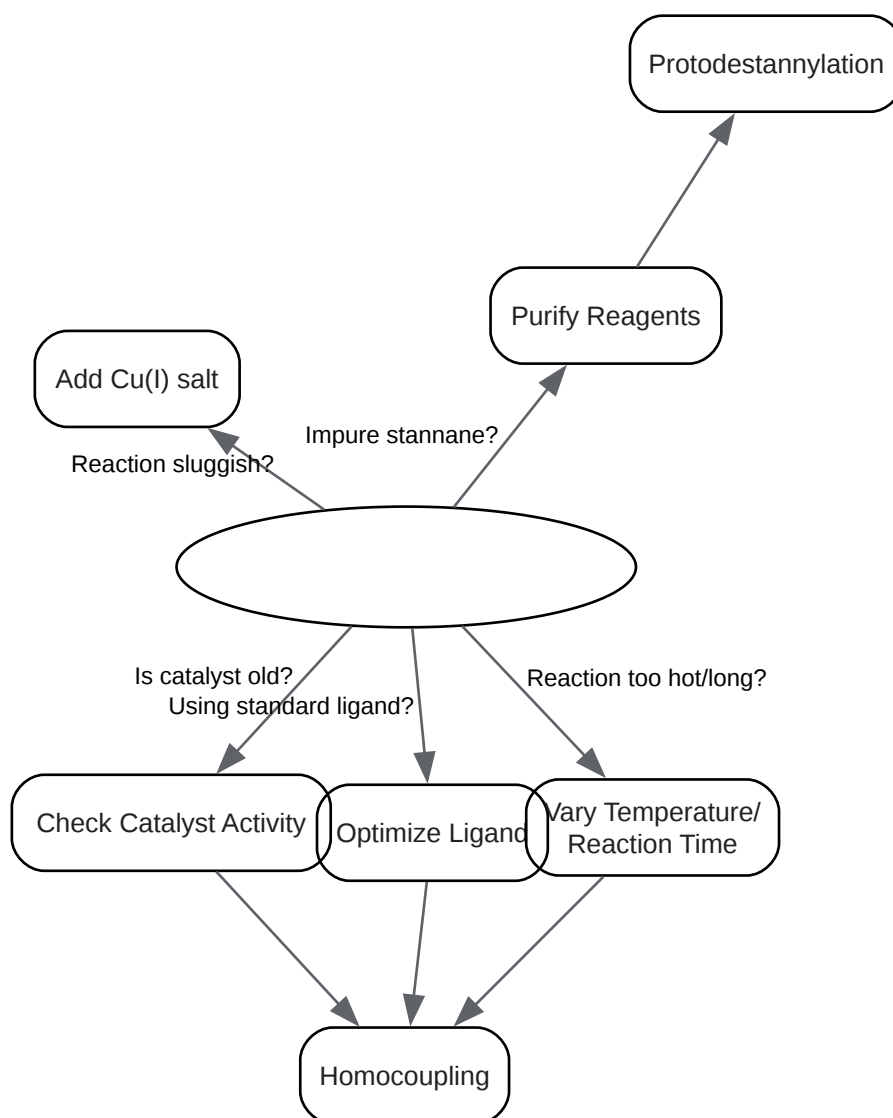 Protodestannylation
Purify Reagents
Add Cu(I) salt
Impure stannane?
Reaction sluggish?
Is catalyst old?
Reaction too hot/long?
Using standard ligand?
Check Catalyst Activity
Optimize Ligand
Vary Temperature/
Reaction Time
Homocoupling